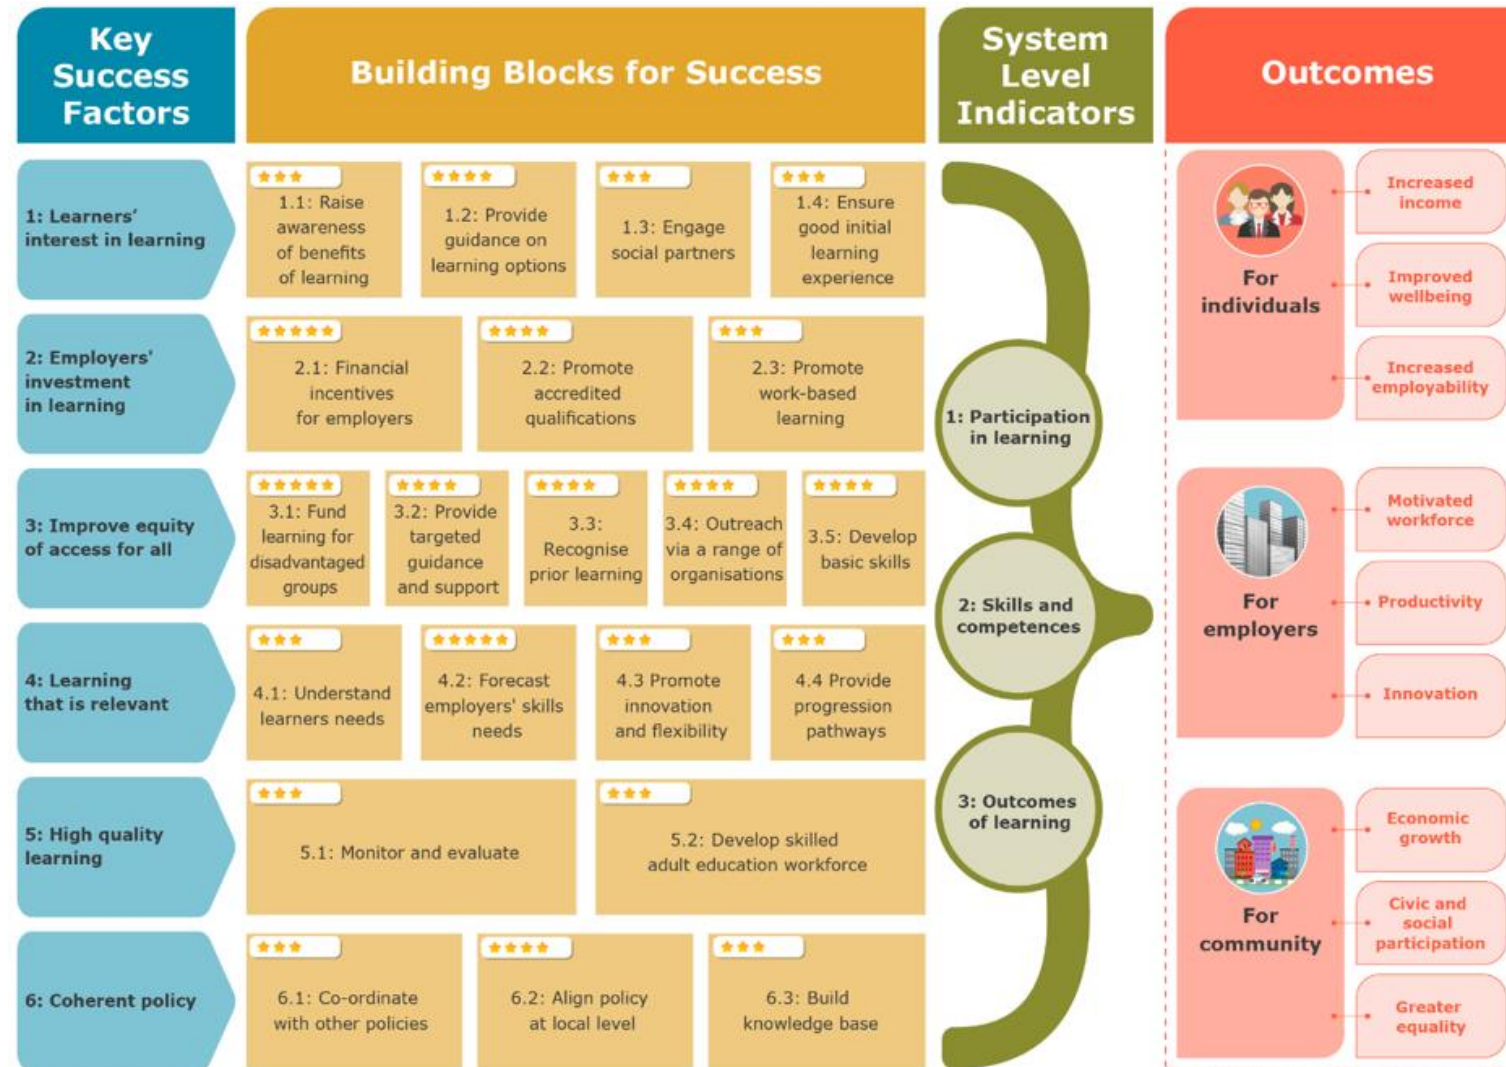 Key
Success
Factors
Building Blocks for Success
System
Level
Indicators
Outcomes
1: Learners'
interest in learning
1.1: Raise
awareness
of benefits
of learning
1.2: Provide
guidance on
learning options
1.3: Engage
social partners
1.4: Ensure
good initial
learning
experience
2: Employers'
investment
in learning
2.1: Financial
incentives
for employers
2.2: Promote
accredited
qualifications
2.3: Promote
work-based
learning
3: Improve equity
of access for all
3.1: Fund
learning for
disadvantaged
groups
3.2: Provide
targeted
guidance
and support
3.3:
Recognise
prior learning
3.4: Outreach
via a range of
organisations
3.5: Develop
basic skills
4: Learning
that is relevant
4.1: Understand
learners needs
4.2: Forecast
employers' skills
needs
4.3 Promote
innovation
and flexibility
4.4 Provide
progression
pathways
5: High quality
learning
5.1: Monitor and evaluate
5.2: Develop skilled
adult education workforce
6: Coherent policy
6.1: Co-ordinate
with other policies
6.2: Align policy
at local level
6.3: Build
knowledge base
1: Participation
in learning
2: Skills and
competences
3: Outcomes
of learning
For
individuals
Increased
income
Improved
wellbeing
Increased
employability
For
employers
Motivated
workforce
Productivity
Innovation
For
community
Economic
growth
Civic and
social
participation
Greater
equality